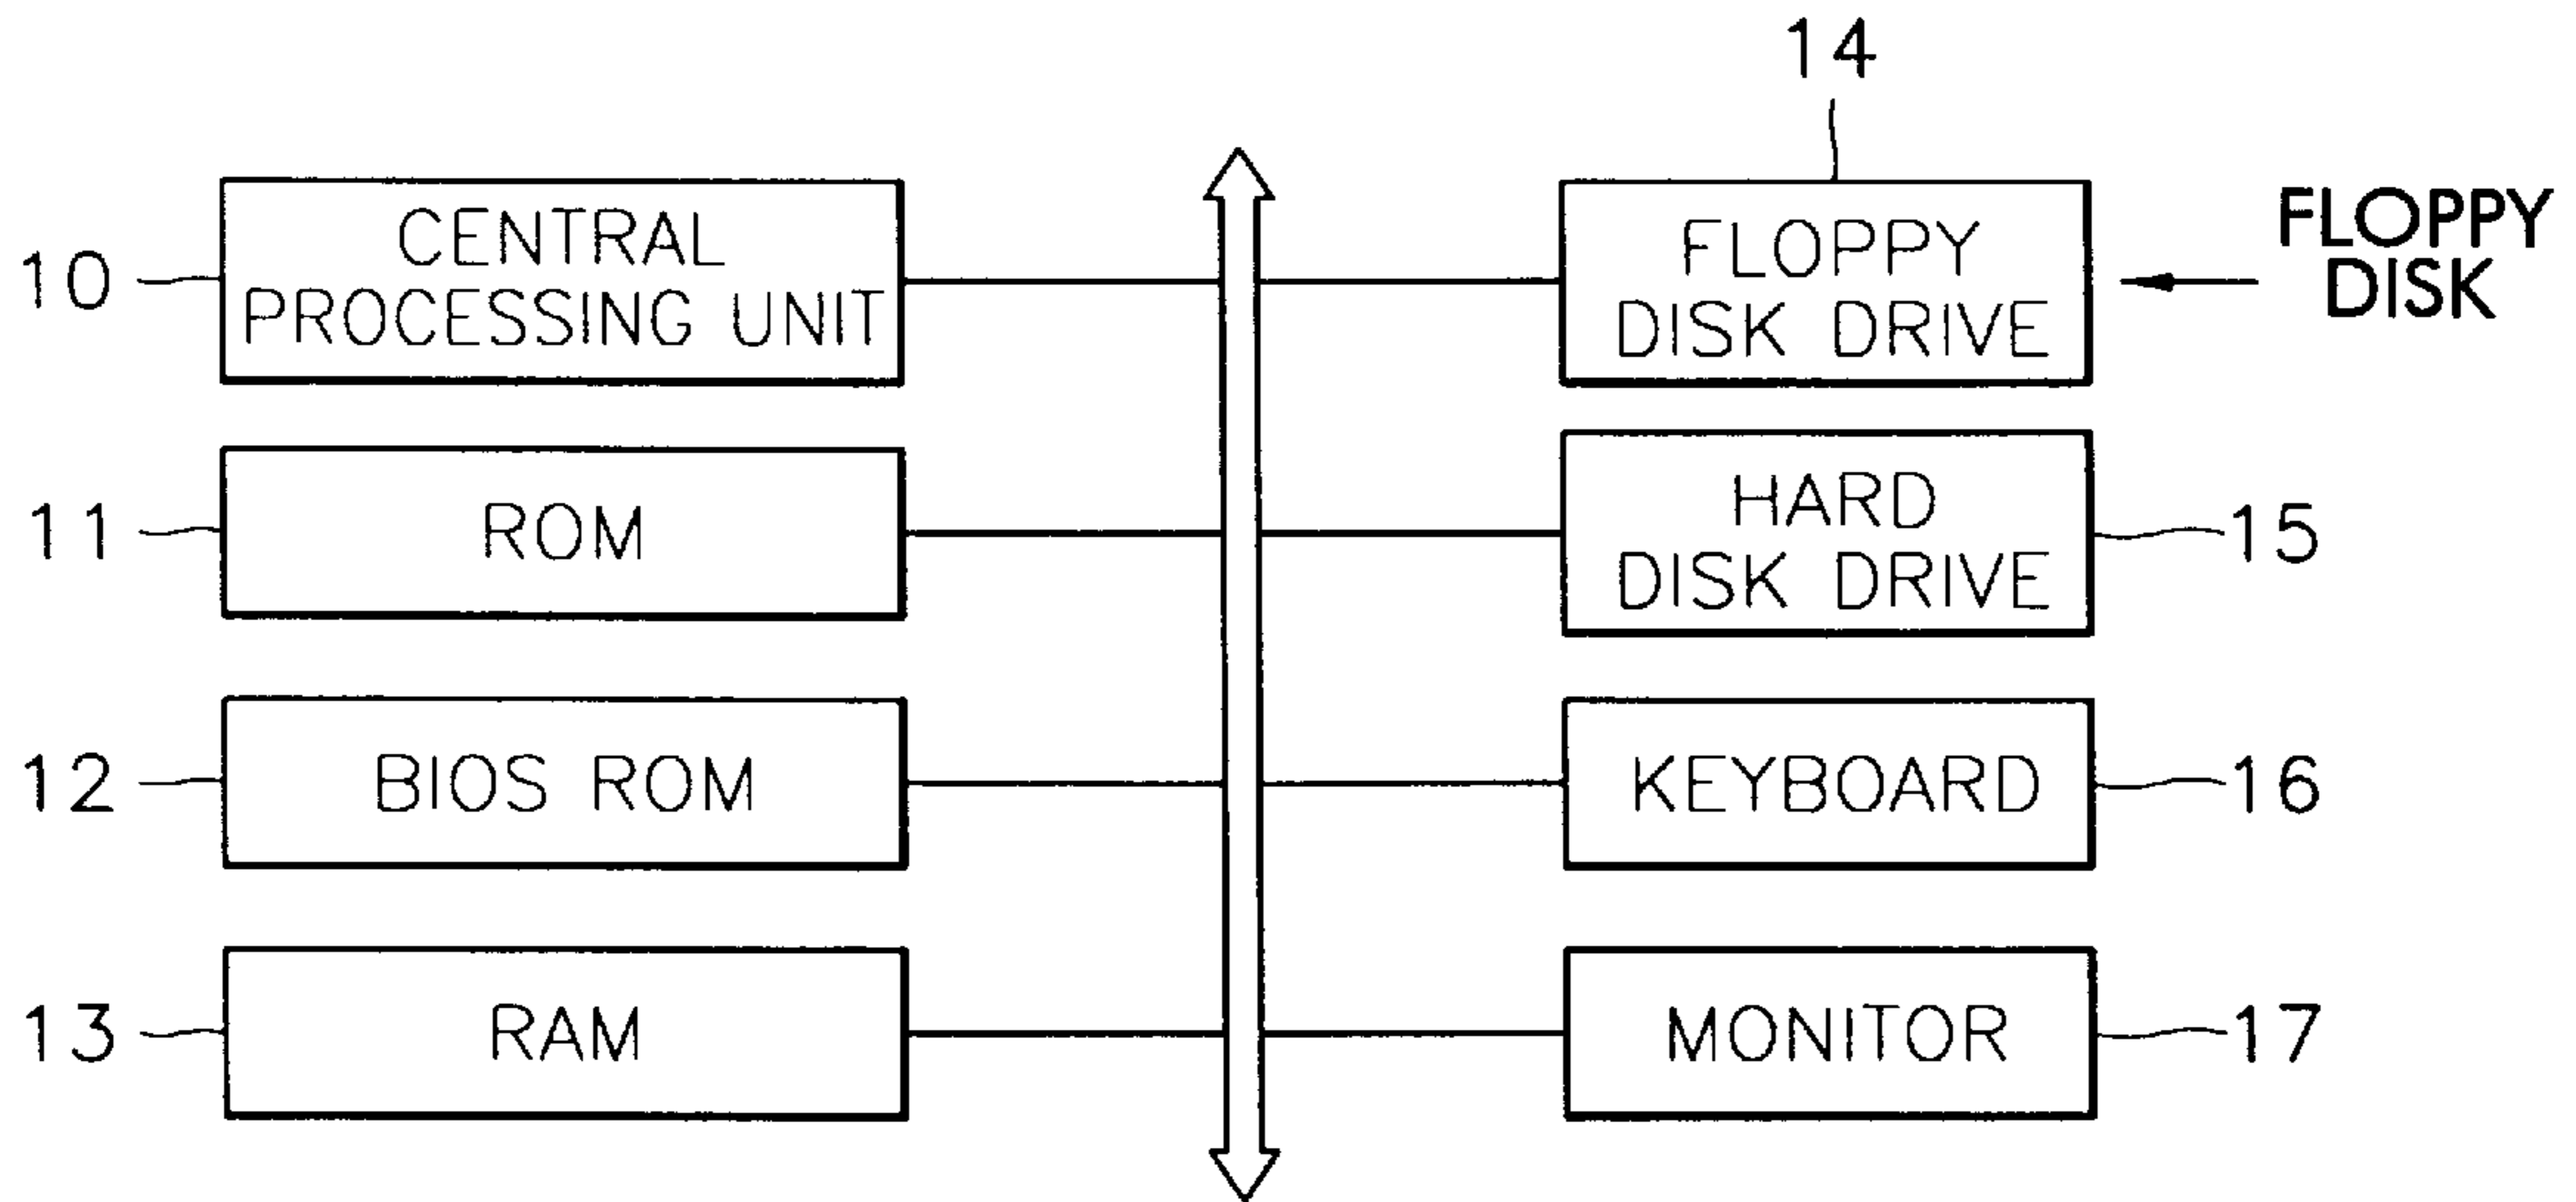 14
CENTRAL
PROCESSING UNIT
10
FLOPPY
DISK DRIVE
FLOPPY
DISK
11
ROM
HARD
DISK DRIVE
15
12
BIOS ROM
KEYBOARD
16
13
RAM
MONITOR
17